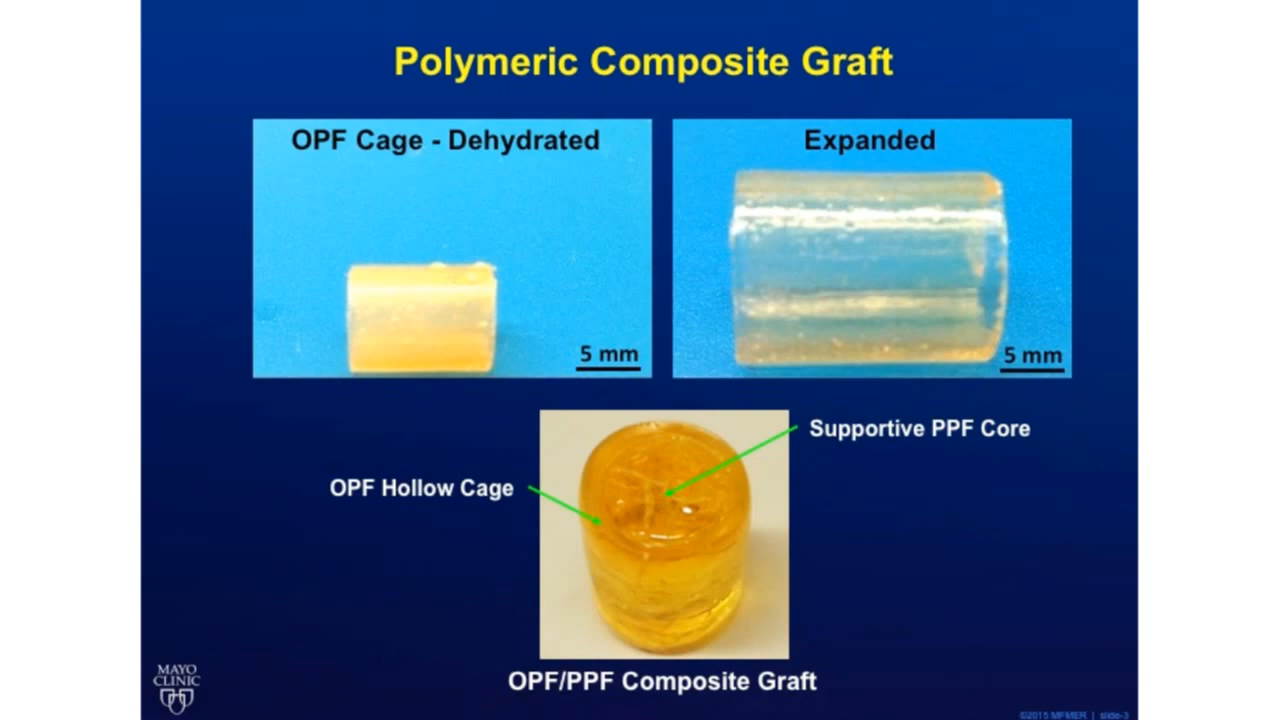 Polymeric Composite Graft
OPF Cage - Dehydrated
Expanded
5 mm
5 mm
Supportive PPF Core
OPF Hollow Cage
OPF/PPF Composite Graft
MAYO
CLINIC
©2015 MFMER | slide-3